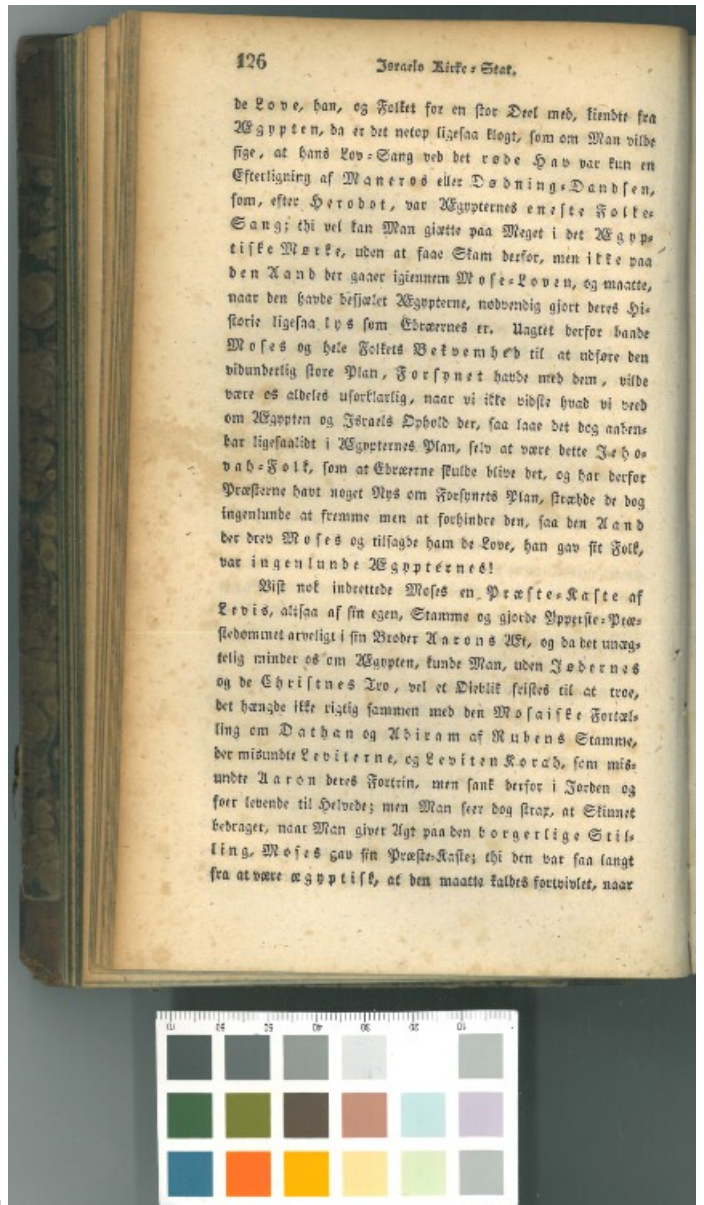 126
Israels Kirke-Stat.
de Love, han, og Folket for en stor Deel med, kiendte fra
Ægypten, da er det netop ligesaa klogt, som om Man vilde
sige, at hans Lov-Sang ved det røde Hav var kun en
Efterligning af Maneros eller Dødning-Dandsen,
som, efter Herodot, var Ægypternes eneste Folke-
Sang; thi vel kan Man giætte paa Meget i det Ægyp-
tiske Mørke, uden at faae Skam derfor, men ikke paa
den Aand der gaaer igiennem Mose-Loven, og maatte,
naar den havde besjælet Ægypterne, nødvendig gjort deres Hi-
storie ligesaa lys som Ebræernes er. Uagtet derfor baade
Moses og hele Folkets Bekvemhed til at udføre den
vidunderlig store Plan, Forsynet havde med dem, vilde
være os aldeles uforklarlig, naar vi ikke vidste hvad vi veed
om Ægypten og Israels Ophold der, saa laae det dog aaben-
bar ligesaalidt i Ægypternes Plan, selv at være dette Jeho-
vah-Folk, som at Ebræerne skulde blive det, og har derfor
Præsterne havt noget Nys om Forsynets Plan, stræbde de dog
ingenlunde at fremme men at forhindre den, saa den Aand
der drev Moses og tilsagde ham de Love, han gav sit Folk,
var ingenlunde Ægypternes!
Vist nok indrettede Moses en Præste-Kaste af
Levis, altsaa af sin egen, Stamme og gjorde Ypperste-Præ-
stedømmet arveligt i sin Broder Aarons Æt, og da det unæg-
telig minder os om Ægypten, kunde Man, uden Jødernes
og de Christnes Tro, vel et Øieblik fristes til at troe,
det hængde ikke rigtig sammen med den Mosaiske Fortæl-
ling om Dathan og Abiram af Rubens Stamme,
der misundte Leviterne, og Leviten Korah, som mis-
undte Aaron deres Fortrin, men sank derfor i Jorden og
foer levende til Helvede; men Man seer dog strax, at Skinnet
bedrager, naar Man giver Agt paa den borgerlige Stil-
ling, Moses gav sin Præste-Kaste; thi den var saa langt
fra at være ægyptisk, at den maatte kaldes fortvivlet, naar
10
20
30
40
50
60
70